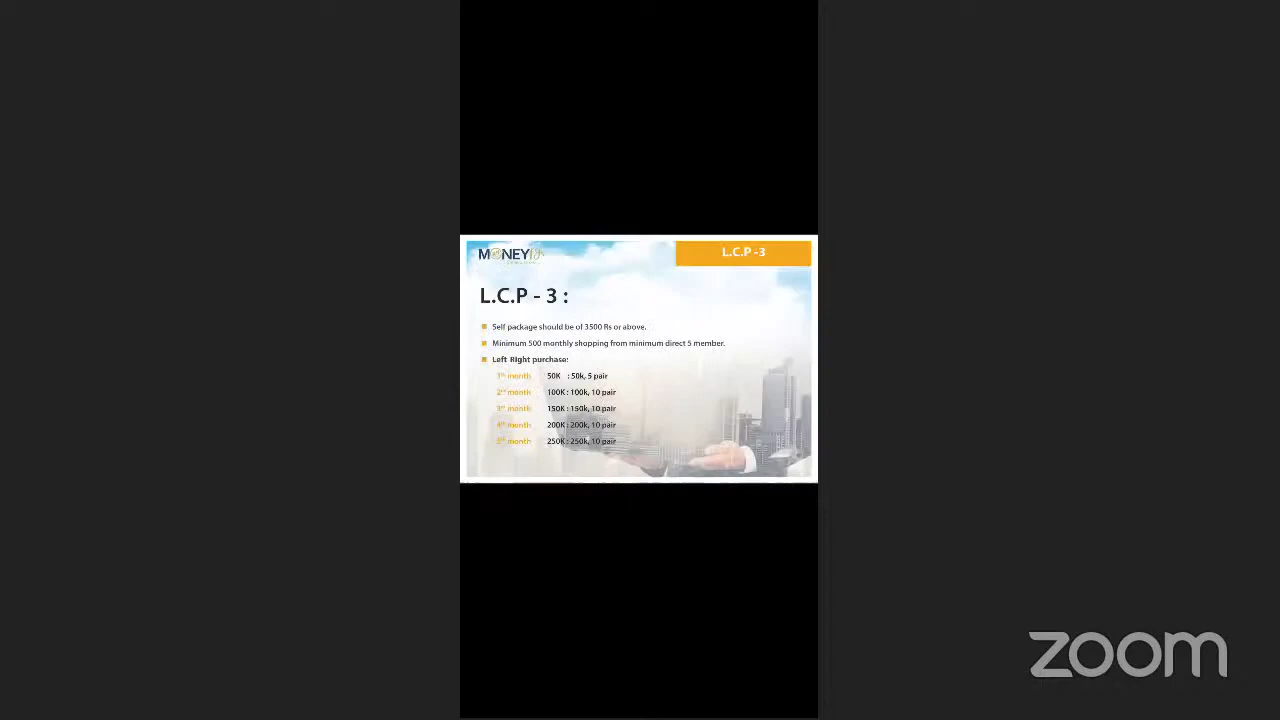 L.C.P -3
L.C.P - 3 :
Self package should be of 3500 Rs or above.
Minimum 500 monthly shopping from minimum direct 5 member.
Left Right purchase:
1st month 50K : 50k, 5 pair
2nd month 100K : 100k, 10 pair
month 150K : 150k, 10 pair
4th month 200K : 200k, 10 pair
5th month 250K : 250k, 10 pair
MONEY
zoom